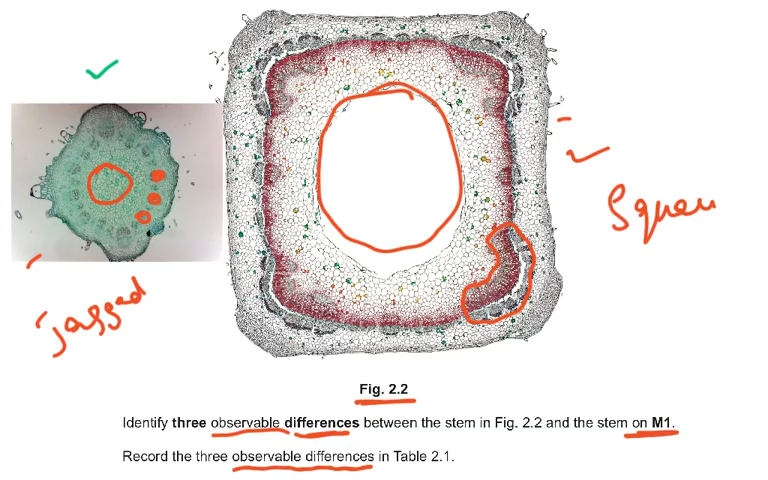 Jagged
Fig. 2.2
Identify three observable differences between the stem in Fig. 2.2 and the stem on M1.
Record the three observable differences in Table 2.1.